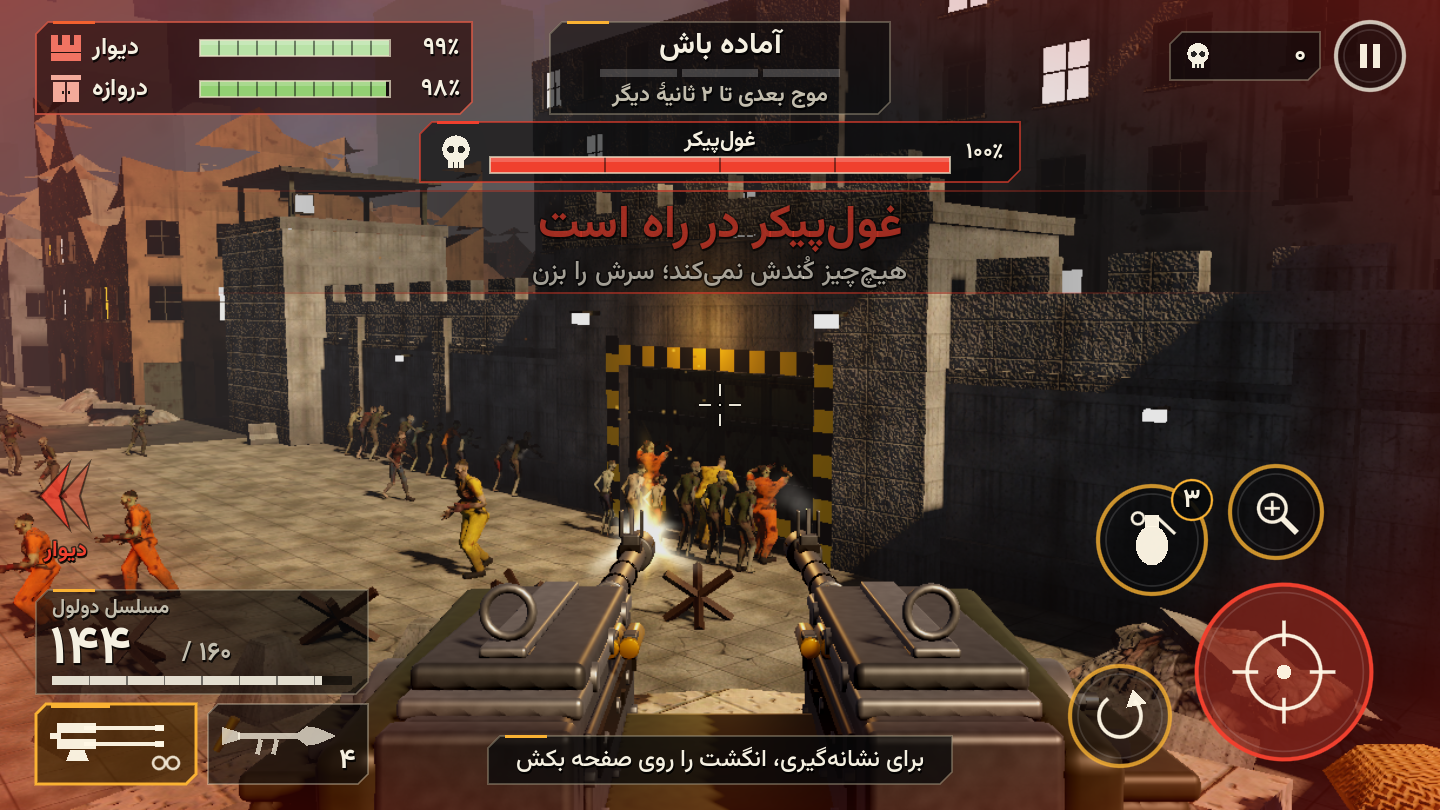 دیوار ۹۹٪
دروازه ۹۸٪
آماده باش
موج بعدی تا ۲ ثانیهٔ دیگر
۰
غول‌پیکر
۱۰۰٪
غول‌پیکر در راه است
هیچ‌چیز کُندش نمی‌کند؛ سرش را بزن
۳
دیوار
مسلسل دولول
۱۴۴ / ۱۶۰
∞
۴
برای نشانه‌گیری، انگشت را روی صفحه بکش